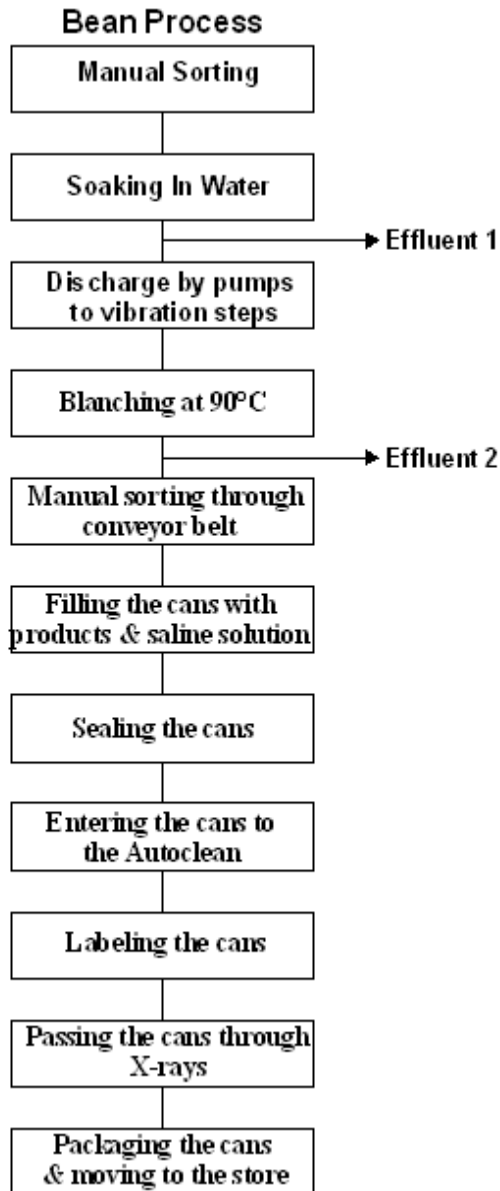 Bean Process
Manual Sorting
Soaking In Water
Effluent 1
Discharge by pumps
to vibration steps
Blanching at 90°C
Effluent 2
Manual sorting through
conveyor belt
Filling the cans with
products & saline solution
Sealing the cans
Entering the cans to
the Autoclean
Labeling the cans
Passing the cans through
X-rays
Packaging the cans
& moving to the store